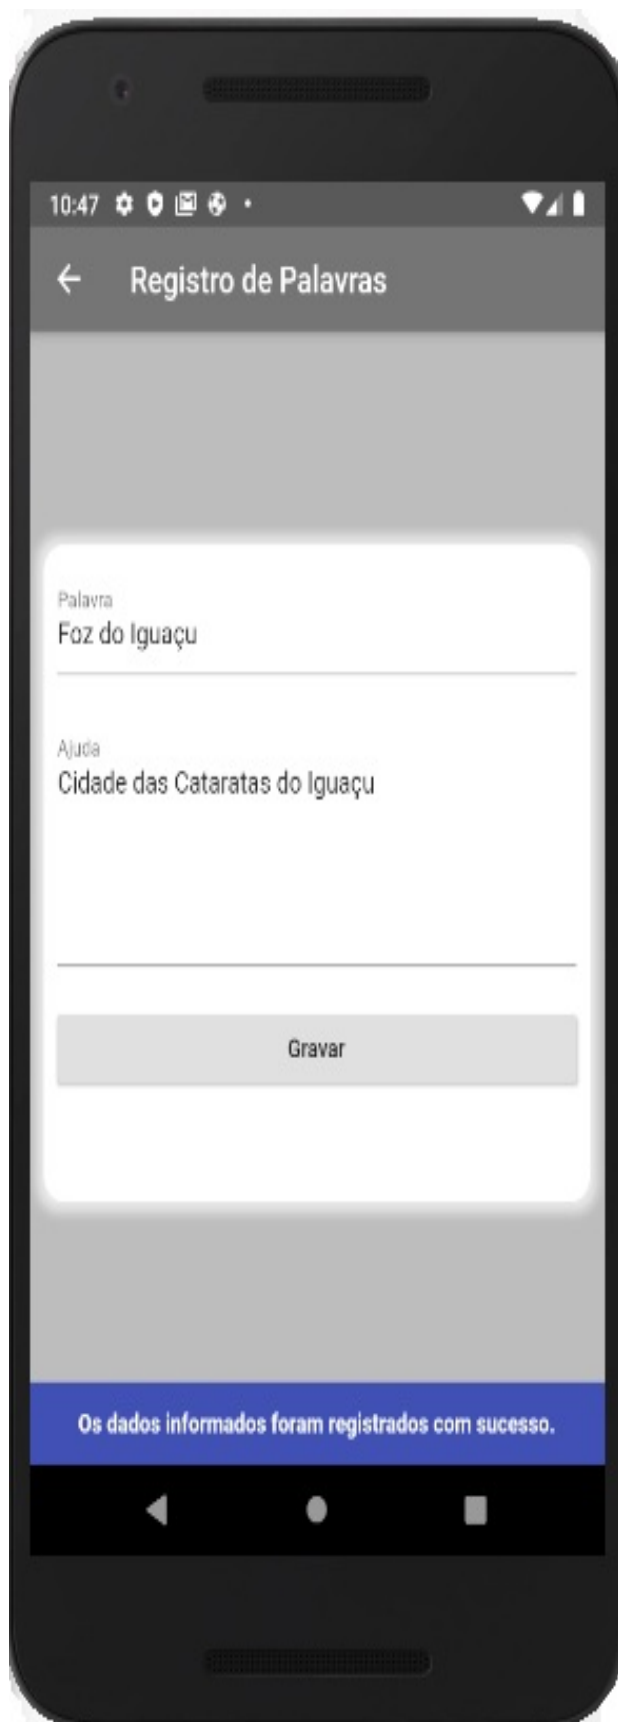 10:47
Registro de Palavras
Palavra
Foz do Iguaçu
Ajuda
Cidade das Cataratas do Iguaçu
Gravar
Os dados informados foram registrados com sucesso.